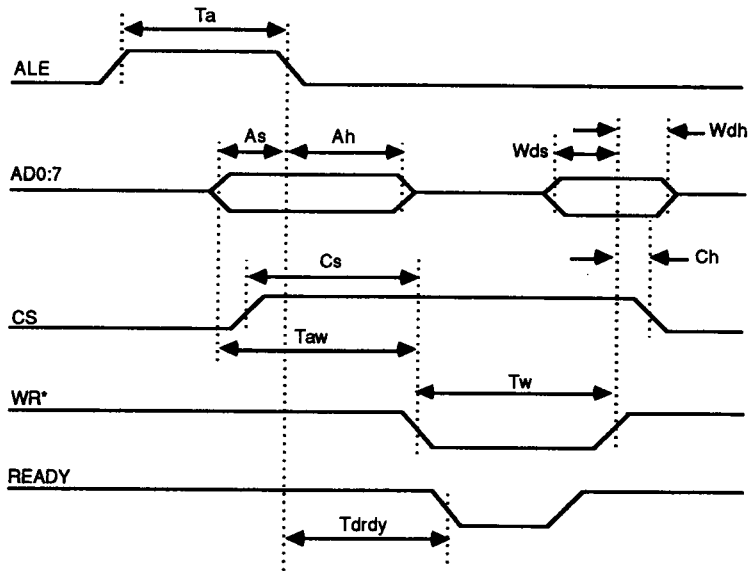 Ta
ALE
As
Ah
Wds
Wdh
AD0:7
Cs
Ch
CS
Taw
Tw
WR*
READY
Tdrdy